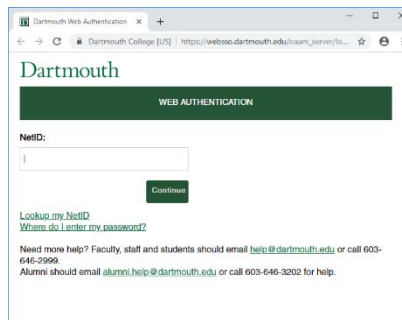 Dartmouth Web Authentication
Dartmouth College [US] | https://websso.dartmouth.edu/oaam_server/lo...
Dartmouth
WEB AUTHENTICATION
NetID:
Continue
Lookup my NetID
Where do I enter my password?
Need more help? Faculty, staff and students should email help@dartmouth.edu or call 603-
646-2999.
Alumni should email alumni.help@dartmouth.edu or call 603-646-3202 for help.